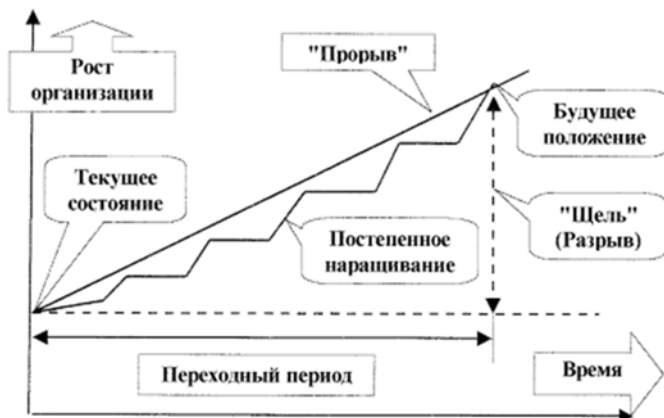 Рост
организации
"Прорыв"
Будущее
положение
Текущее
состояние
"Щель"
(Разрыв)
Постепенное
наращивание
Переходный период
Время